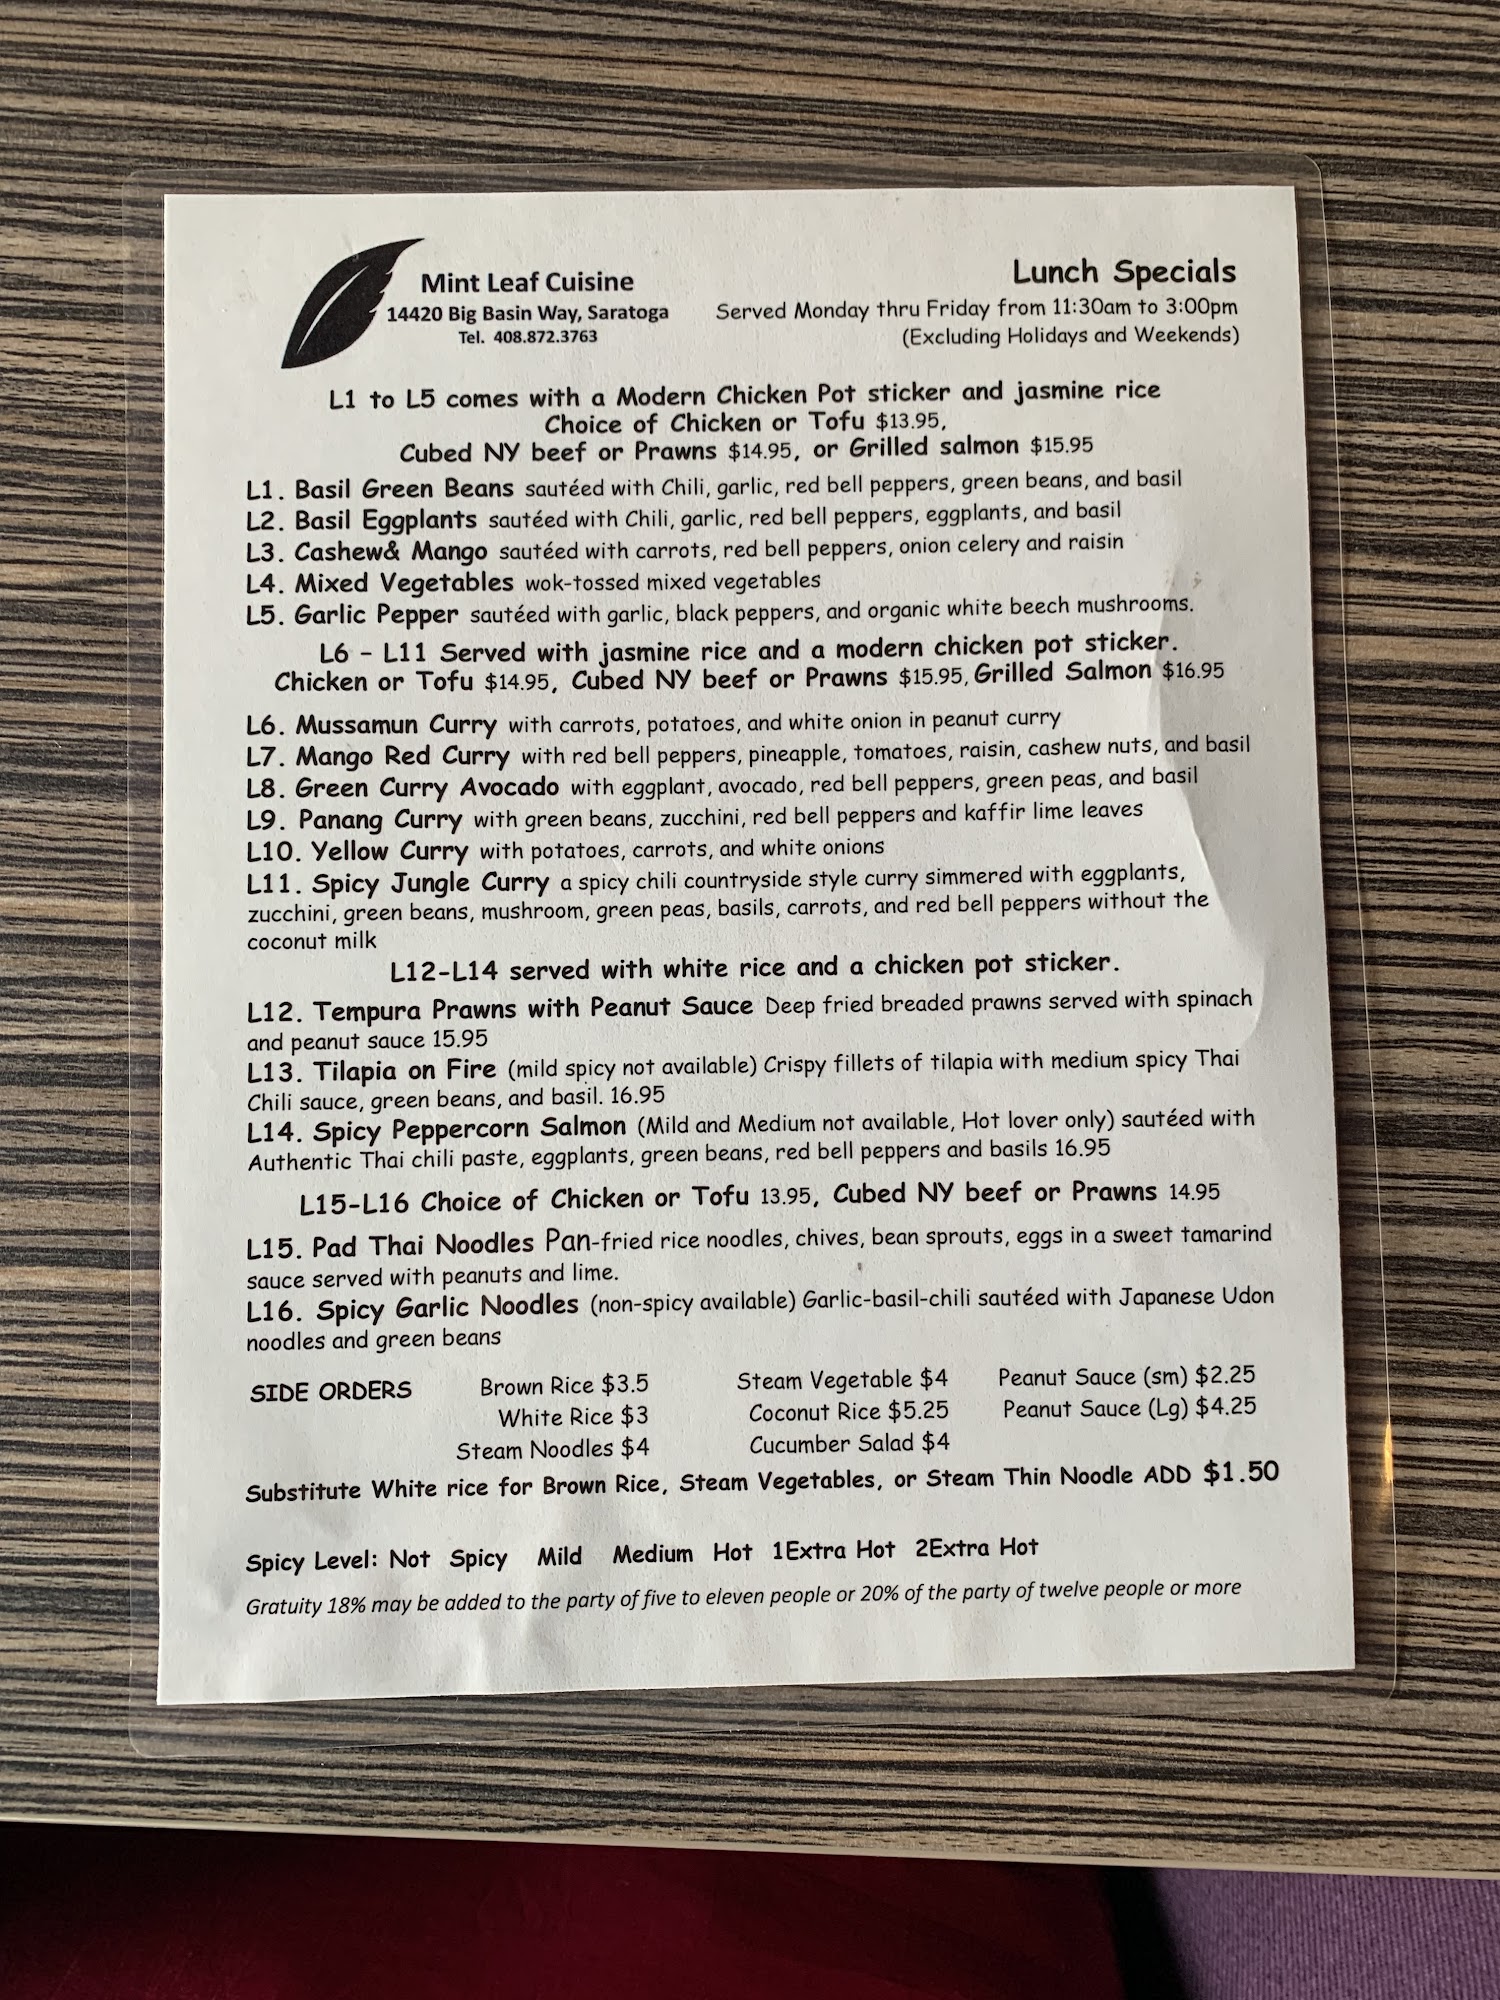 Mint Leaf Cuisine
14420 Big Basin Way, Saratoga
Tel. 408.872.3763
Lunch Specials
Served Monday thru Friday from 11:30am to 3:00pm
(Excluding Holidays and Weekends)
L1 to L5 comes with a Modern Chicken Pot sticker and jasmine rice
Choice of Chicken or Tofu $13.95,
Cubed NY beef or Prawns $14.95, or Grilled salmon $15.95
L1. Basil Green Beans sautéed with Chili, garlic, red bell peppers, green beans, and basil
L2. Basil Eggplants sautéed with Chili, garlic, red bell peppers, eggplants, and basil
L3. Cashew& Mango sautéed with carrots, red bell peppers, onion celery and raisin
L4. Mixed Vegetables wok-tossed mixed vegetables
L5. Garlic Pepper sautéed with garlic, black peppers, and organic white beech mushrooms.
L6 - L11 Served with jasmine rice and a modern chicken pot sticker.
Chicken or Tofu $14.95, Cubed NY beef or Prawns $15.95, Grilled Salmon $16.95
L6. Mussamun Curry with carrots, potatoes, and white onion in peanut curry
L7. Mango Red Curry with red bell peppers, pineapple, tomatoes, raisin, cashew nuts, and basil
L8. Green Curry Avocado with eggplant, avocado, red bell peppers, green peas, and basil
L9. Panang Curry with green beans, zucchini, red bell peppers and kaffir lime leaves
L10. Yellow Curry with potatoes, carrots, and white onions
L11. Spicy Jungle Curry a spicy chili countryside style curry simmered with eggplants,
zucchini, green beans, mushroom, green peas, basils, carrots, and red bell peppers without the
coconut milk
L12-L14 served with white rice and a chicken pot sticker.
L12. Tempura Prawns with Peanut Sauce Deep fried breaded prawns served with spinach
and peanut sauce 15.95
L13. Tilapia on Fire (mild spicy not available) Crispy fillets of tilapia with medium spicy Thai
Chili sauce, green beans, and basil. 16.95
L14. Spicy Peppercorn Salmon (Mild and Medium not available, Hot lover only) sautéed with
Authentic Thai chili paste, eggplants, green beans, red bell peppers and basils 16.95
L15-L16 Choice of Chicken or Tofu 13.95, Cubed NY beef or Prawns 14.95
L15. Pad Thai Noodles Pan-fried rice noodles, chives, bean sprouts, eggs in a sweet tamarind
sauce served with peanuts and lime.
L16. Spicy Garlic Noodles (non-spicy available) Garlic-basil-chili sautéed with Japanese Udon
noodles and green beans
SIDE ORDERS Brown Rice $3.5 Steam Vegetable $4 Peanut Sauce (sm) $2.25
White Rice $3 Coconut Rice $5.25 Peanut Sauce (Lg) $4.25
Steam Noodles $4 Cucumber Salad $4
Substitute White rice for Brown Rice, Steam Vegetables, or Steam Thin Noodle ADD $1.50
Spicy Level: Not Spicy Mild Medium Hot 1Extra Hot 2Extra Hot
Gratuity 18% may be added to the party of five to eleven people or 20% of the party of twelve people or more